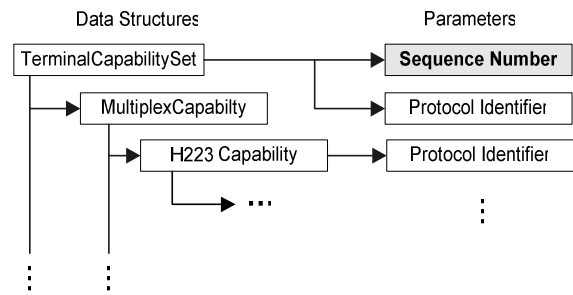 Data Structures
Parameters
TerminalCapabilitySet
Sequence Number
MultiplexCapabilty
Protocol Identifier
H223 Capability
Protocol Identifier